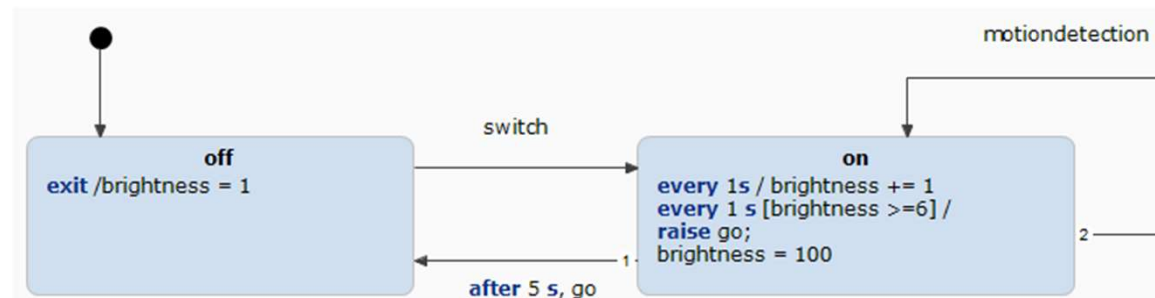 motiondetection
switch
off
exit /brightness = 1
on
every 1s / brightness += 1
every 1 s [brightness >=6] /
raise go;
brightness = 100
2
1
after 5 s, go